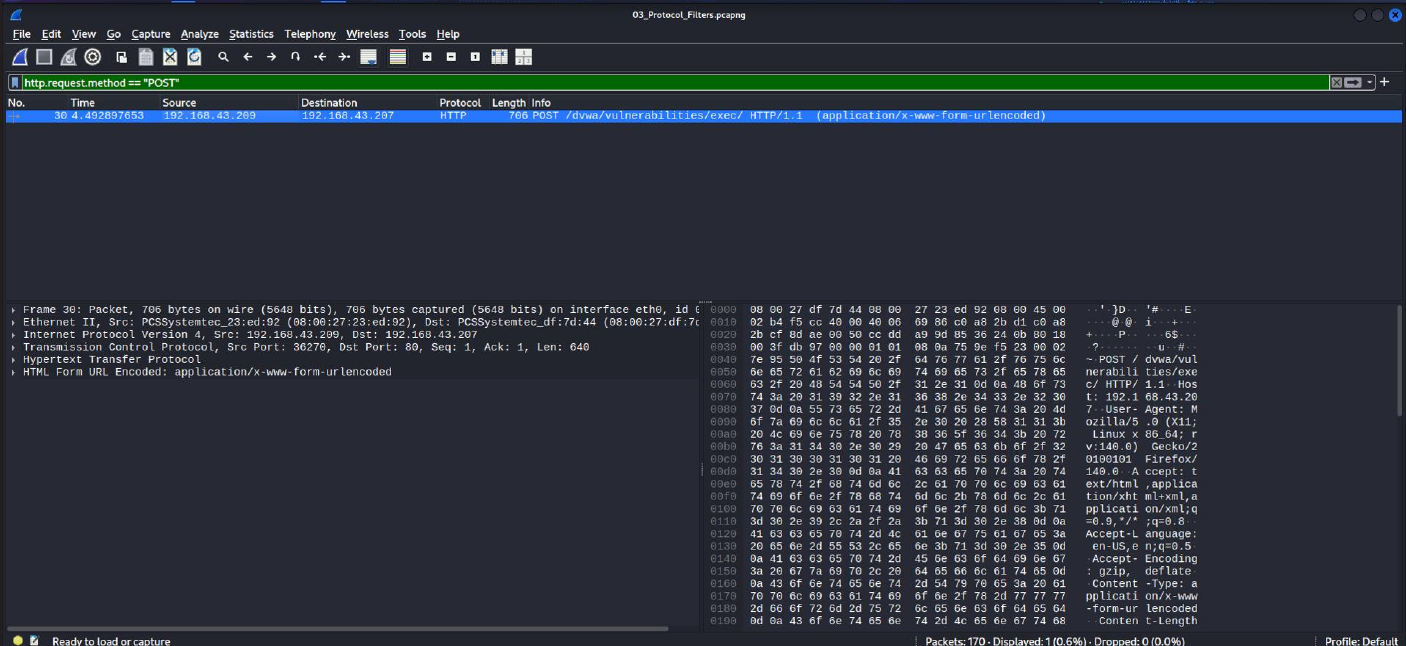 03_Protocol_Filters.pcapng
File Edit View Go Capture Analyze Statistics Telephony Wireless Tools Help
http.request.method == "POST"
No. Time Source Destination Protocol Length Info
30 4.492897653 192.168.43.209 192.168.43.207 HTTP 706 POST /dvwa/vulnerabilities/exec/ HTTP/1.1 (application/x-www-form-urlencoded)
Frame 30: Packet, 706 bytes on wire (5648 bits), 706 bytes captured (5648 bits) on interface eth0, id
Ethernet II, Src: PCSSystemtec_23:ed:92 (08:00:27:23:ed:92), Dst: PCSSystemtec_df:7d:44 (08:00:27:df:7d
Internet Protocol Version 4, Src: 192.168.43.209, Dst: 192.168.43.207
Transmission Control Protocol, Src Port: 36270, Dst Port: 80, Seq: 1, Ack: 1, Len: 640
Hypertext Transfer Protocol
HTML Form URL Encoded: application/x-www-form-urlencoded
0000 08 00 27 df 7d 44 08 00 27 23 ed 92 08 00 45 00 ··'·}D·· '#····E·
0010 02 b4 f5 cc 40 00 40 06 69 86 c0 a8 2b d1 c0 a8 ····@·@· i···+···
0020 2b cf 8d ae 00 50 cc dd a9 9d 85 36 24 0b 80 18 +····P·· ···6$···
0030 00 3f db 97 00 00 01 01 08 0a 75 9e f5 23 00 02 ·?······ ··u··#··
0040 7e 95 50 4f 53 54 20 2f 64 76 77 61 2f 76 75 6c ~·POST / dvwa/vul
0050 6e 65 72 61 62 69 6c 69 74 69 65 73 2f 65 78 65 nerabili ties/exe
0060 63 2f 20 48 54 54 50 2f 31 2e 31 0d 0a 48 6f 73 c/ HTTP/ 1.1··Hos
0070 74 3a 20 31 39 32 2e 31 36 38 2e 34 33 2e 32 30 t: 192.1 68.43.20
0080 37 0d 0a 55 73 65 72 2d 41 67 65 6e 74 3a 20 4d 7··User- Agent: M
0090 6f 7a 69 6c 6c 61 2f 35 2e 30 20 28 58 31 31 3b ozilla/5 .0 (X11;
00a0 20 4c 69 6e 75 78 20 78 38 36 5f 36 34 3b 20 72 Linux x 86_64; r
00b0 76 3a 31 34 30 2e 30 29 20 47 65 63 6b 6f 2f 32 v:140.0) Gecko/2
00c0 30 31 30 30 31 30 31 20 46 69 72 65 66 6f 78 2f 0100101 Firefox/
00d0 31 34 30 2e 30 0d 0a 41 63 63 65 70 74 3a 20 74 140.0··A ccept: t
00e0 65 78 74 2f 68 74 6d 6c 2c 61 70 70 6c 69 63 61 ext/html ,applica
00f0 74 69 6f 6e 2f 78 68 74 6d 6c 2b 78 6d 6c 2c 61 tion/xht ml+xml,a
0100 70 70 6c 69 63 61 74 69 6f 6e 2f 78 6d 6c 3b 71 pplicati on/xml;q
0110 3d 30 2e 39 2c 2a 2f 2a 3b 71 3d 30 2e 38 0d 0a =0.9,*/* ;q=0.8··
0120 41 63 63 65 70 74 2d 4c 61 6e 67 75 61 67 65 3a Accept-L anguage:
0130 20 65 6e 2d 55 53 2c 65 6e 3b 71 3d 30 2e 35 0d en-US,e n;q=0.5·
0140 0a 41 63 63 65 70 74 2d 45 6e 63 6f 64 69 6e 67 ·Accept- Encoding
0150 3a 20 67 7a 69 70 2c 20 64 65 66 6c 61 74 65 0d : gzip, deflate·
0160 0a 43 6f 6e 74 65 6e 74 2d 54 79 70 65 3a 20 61 ·Content -Type: a
0170 70 70 6c 69 63 61 74 69 6f 6e 2f 78 2d 77 77 77 pplicati on/x-www
0180 2d 66 6f 72 6d 2d 75 72 6c 65 6e 63 6f 64 65 64 -form-ur lencoded
0190 0d 0a 43 6f 6e 74 65 6e 74 2d 4c 65 6e 67 74 68 ··Conten t-Length
Ready to load or capture Packets: 170 · Displayed: 1 (0.6%) · Dropped: 0 (0.0%) Profile: Default